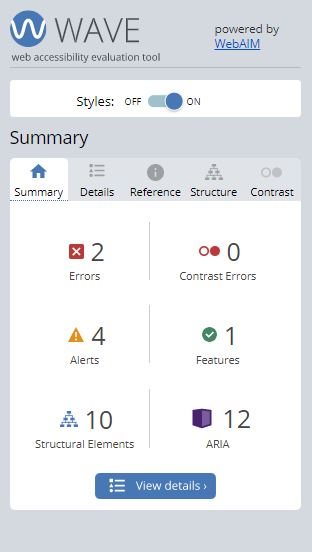 WAVE
web accessibility evaluation tool
powered by
WebAIM
Styles: OFF ON
Summary
Summary Details Reference Structure Contrast
2 0
Errors Contrast Errors
4 1
Alerts Features
10 12
Structural Elements ARIA
View details ›